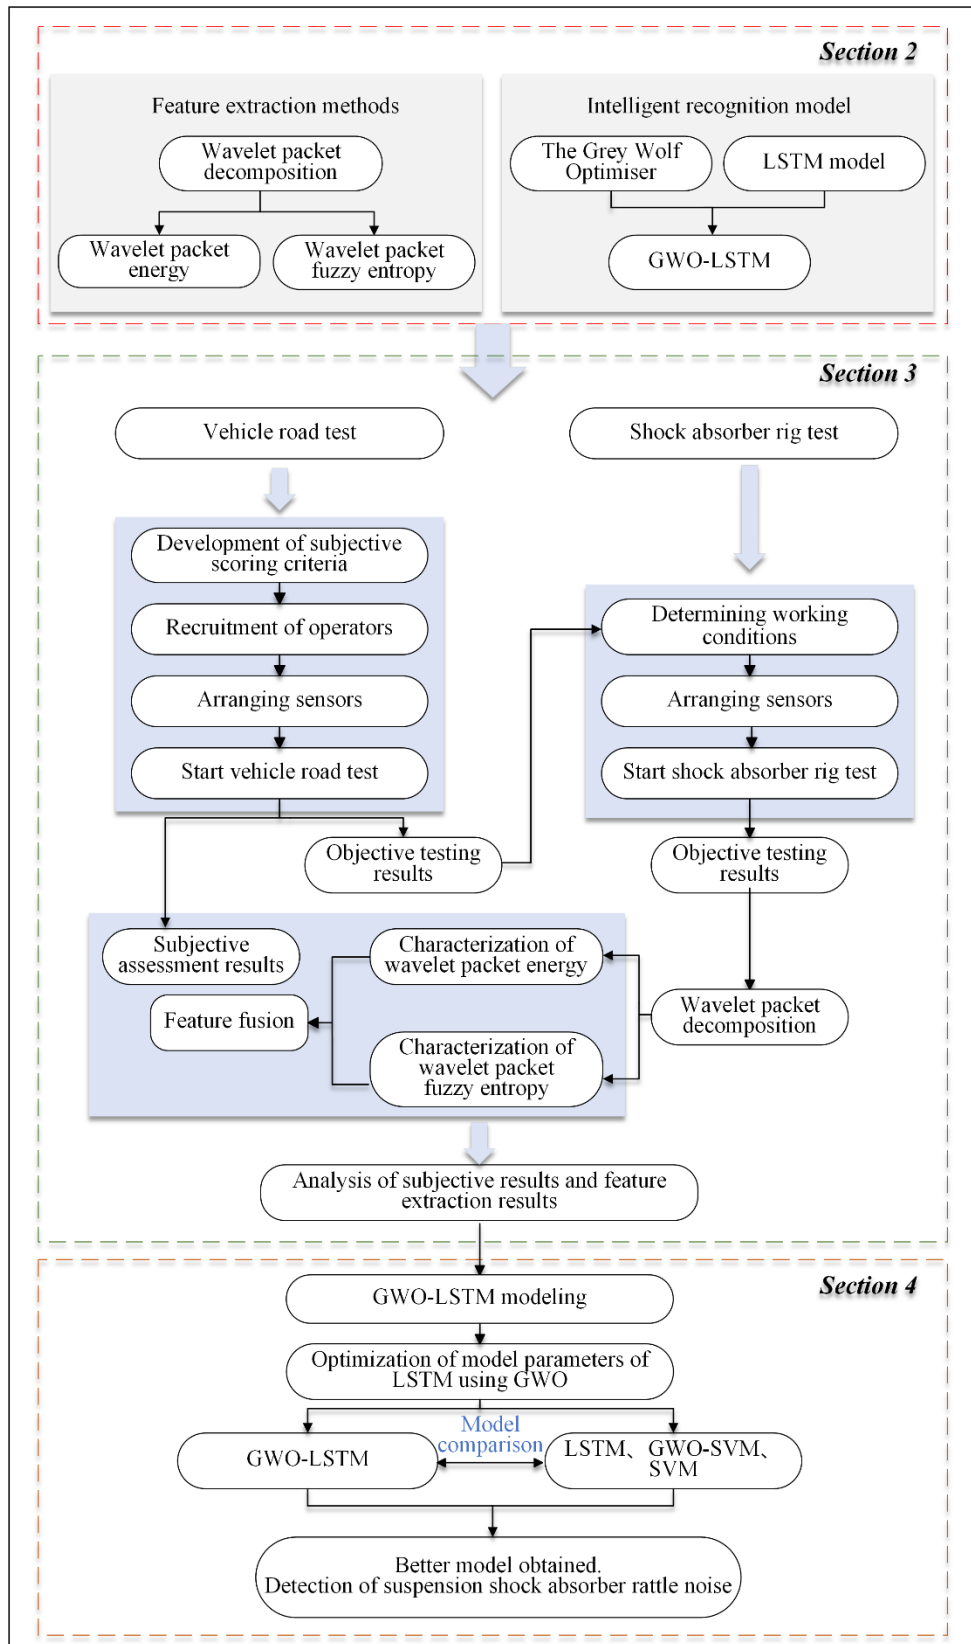 Section 2
Feature extraction methods
Wavelet packet
decomposition
Wavelet packet
energy
Wavelet packet
fuzzy entropy
Intelligent recognition model
The Grey Wolf
Optimiser
LSTM model
GWO-LSTM
Section 3
Vehicle road test
Shock absorber rig test
Development of subjective
scoring criteria
Recruitment of operators
Arranging sensors
Start vehicle road test
Determining working
conditions
Arranging sensors
Start shock absorber rig test
Objective testing
results
Objective testing
results
Subjective
assessment results
Characterization of
wavelet packet energy
Feature fusion
Wavelet packet
decomposition
Characterization of
wavelet packet
fuzzy entropy
Analysis of subjective results and feature
extraction results
Section 4
GWO-LSTM modeling
Optimization of model parameters of
LSTM using GWO
Model
comparison
GWO-LSTM
LSTM、GWO-SVM、
SVM
Better model obtained.
Detection of suspension shock absorber rattle noise